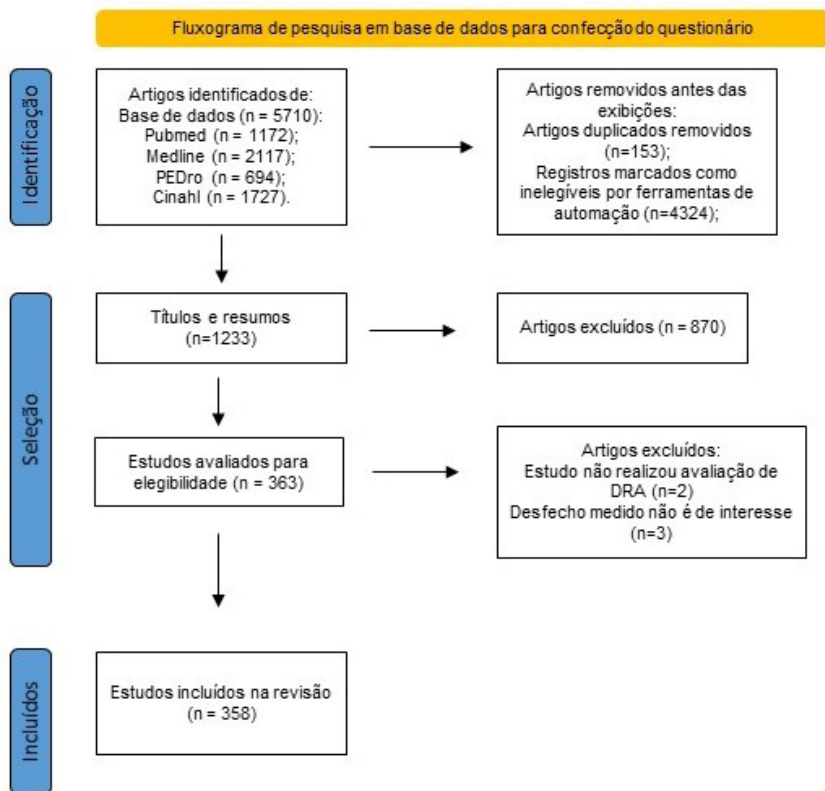 Fluxograma de pesquisa em base de dados para confecção do questionário
Identificação
Artigos identificados de:
Base de dados (n = 5710):
Pubmed (n = 1172);
Medline (n = 2117);
PEDro (n = 694);
Cinahl (n = 1727).
Artigos removidos antes das
exibições:
Artigos duplicados removidos
(n=153);
Registros marcados como
inelegíveis por ferramentas de
automação (n=4324);
Seleção
Títulos e resumos
(n=1233)
Artigos excluídos (n = 870)
Estudos avaliados para
elegibilidade (n = 363)
Artigos excluídos:
Estudo não realizou avaliação de
DRA (n=2)
Desfecho medido não é de interesse
(n=3)
Incluídos
Estudos incluídos na revisão
(n = 358)